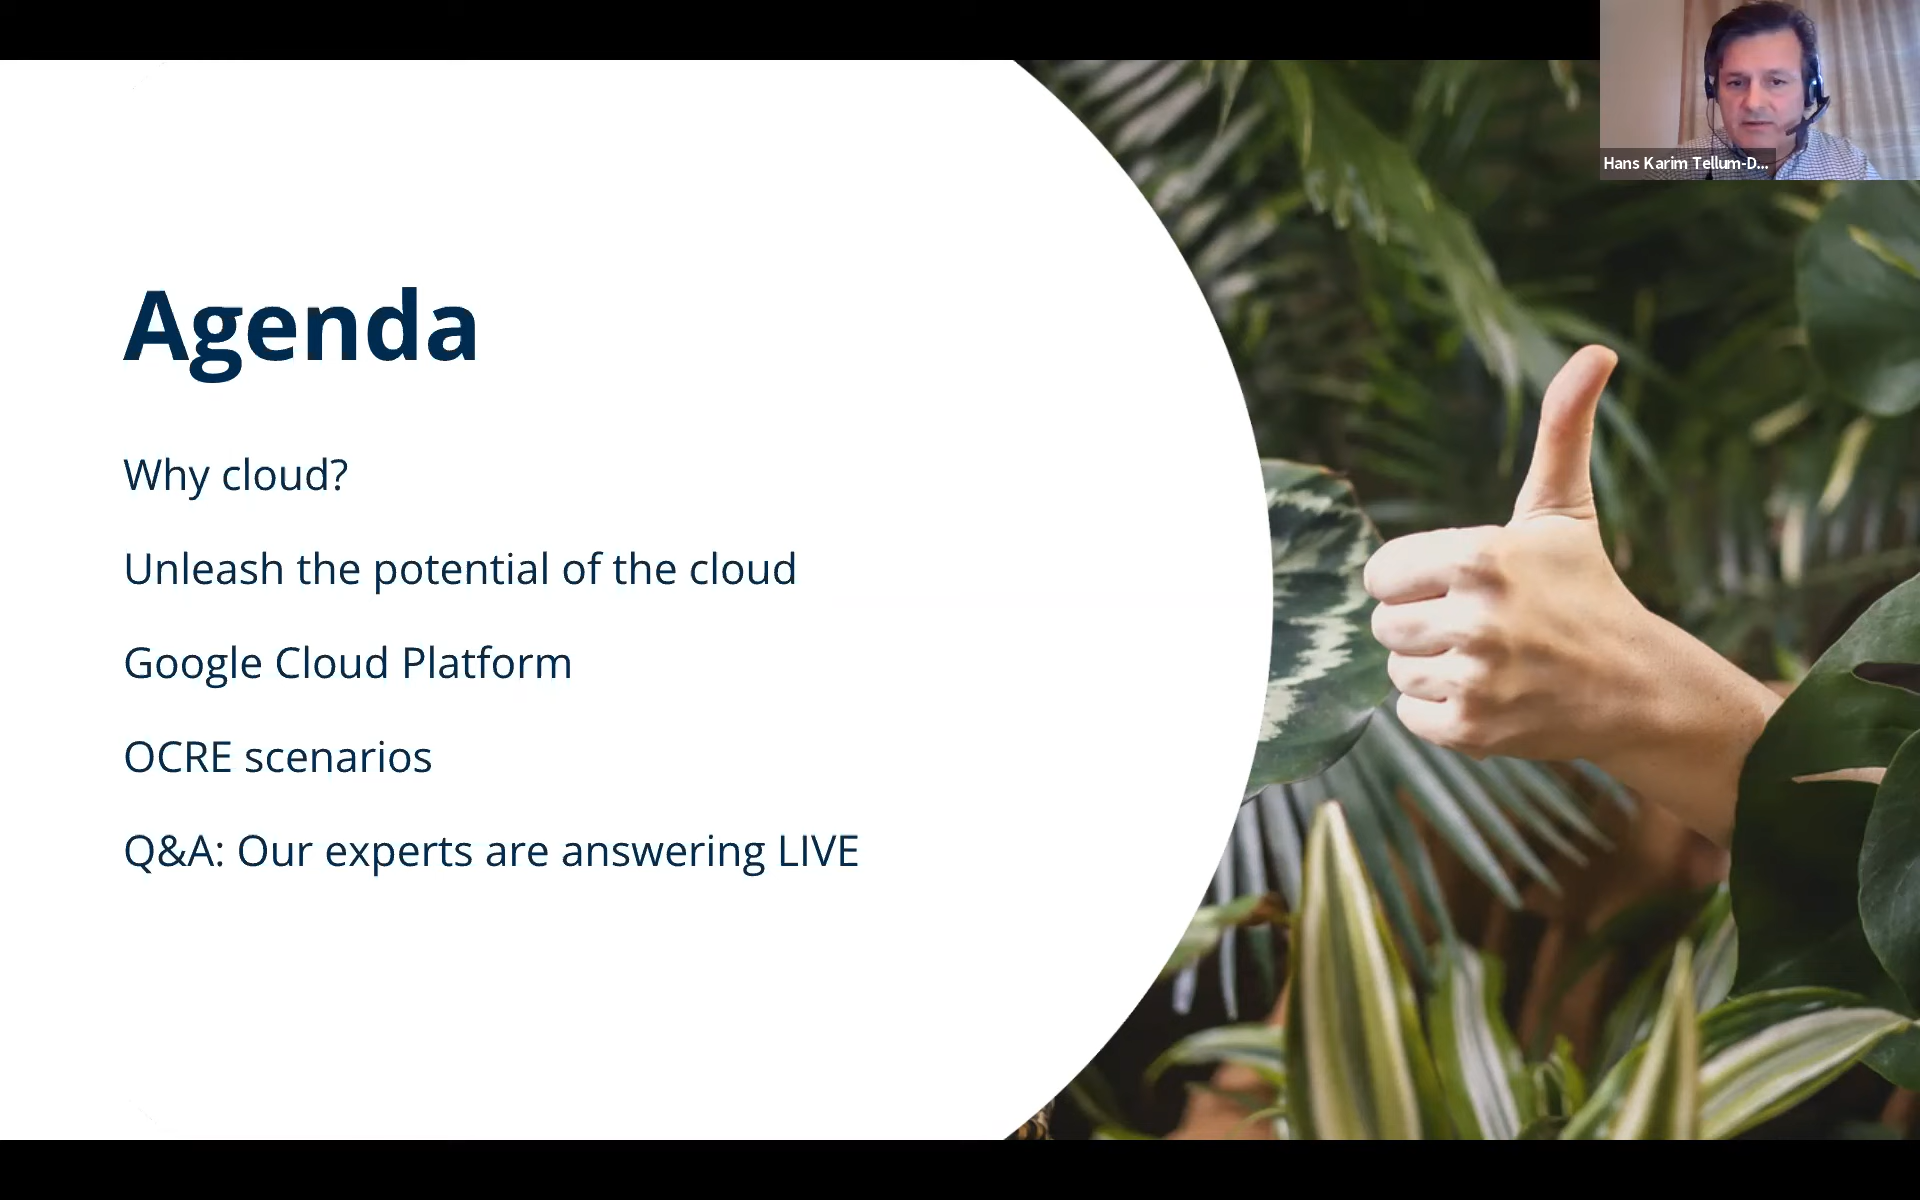 Hans Karim Tellum-D...
Agenda
Why cloud?
Unleash the potential of the cloud
Google Cloud Platform
OCRE scenarios
Q&A: Our experts are answering LIVE